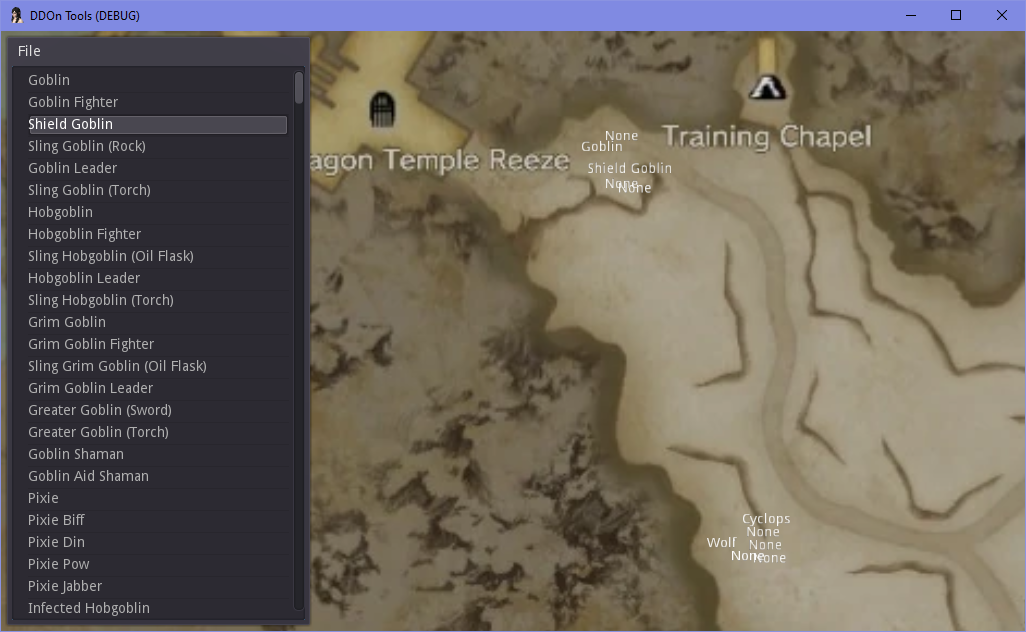 DDOn Tools (DEBUG)
File
Goblin
Goblin Fighter
Shield Goblin
Sling Goblin (Rock)
Goblin Leader
Sling Goblin (Torch)
Hobgoblin
Hobgoblin Fighter
Sling Hobgoblin (Oil Flask)
Hobgoblin Leader
Sling Hobgoblin (Torch)
Grim Goblin
Grim Goblin Fighter
Sling Grim Goblin (Oil Flask)
Grim Goblin Leader
Greater Goblin (Sword)
Greater Goblin (Torch)
Goblin Shaman
Goblin Aid Shaman
Pixie
Pixie Biff
Pixie Din
Pixie Pow
Pixie Jabber
Infected Hobgoblin
agon Temple Reeze
Training Chapel
None
Goblin
Shield Goblin
None
None
Cyclops
None
Wolf
None
None
None